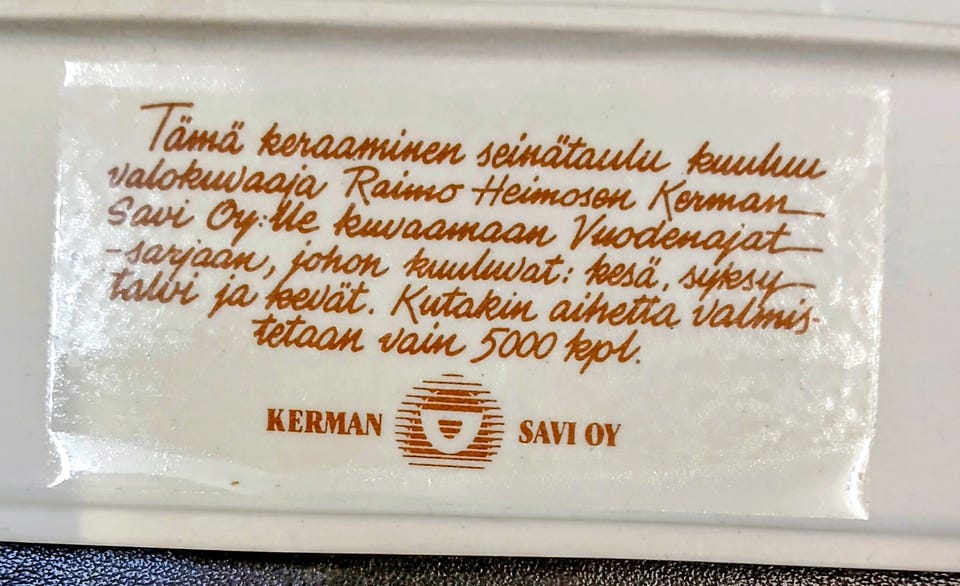 Tämä keraaminen seinätaulu kuuluu
valokuvaaja Raimo Heimosen Kerman
Savi Oy:lle kuvaamaan Vuodenajat
-sarjaan, johon kuuluvat: kesä, syksy
talvi ja kevät. Kutakin aihetta valmis-
tetaan vain 5000 kpl.
KERMAN SAVI OY